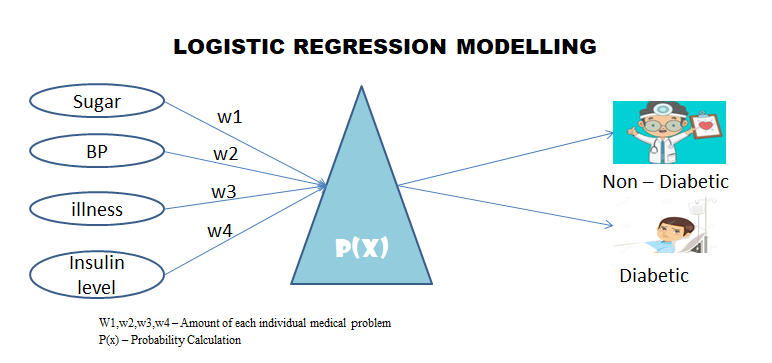 LOGISTIC REGRESSION MODELLING
Sugar
BP
illness
Insulin
level
w1
w2
w3
w4
P(X)
Non – Diabetic
Diabetic
W1,w2,w3,w4 – Amount of each individual medical problem
P(x) – Probability Calculation